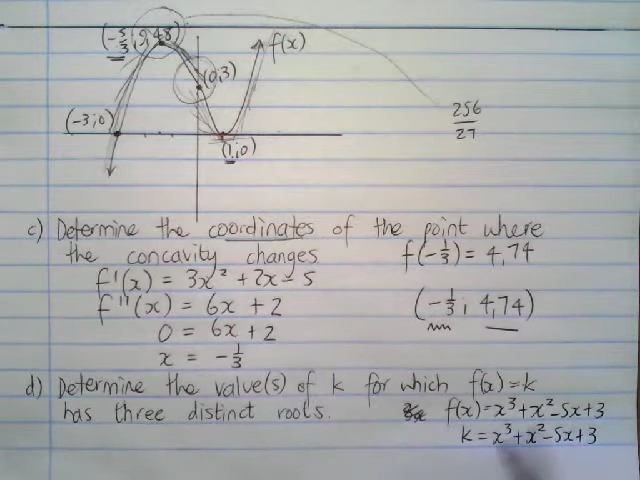 (-5/3 ; 9,48)
f(x)
(0;3)
(-3;0)
(1;0)
256/27
c) Determine the coordinates of the point where
the concavity changes
f(-1/3) = 4,74
f'(x) = 3x² + 2x - 5
f''(x) = 6x + 2
(-1/3 ; 4,74)
0 = 6x + 2
x = -1/3
d) Determine the value(s) of k for which f(x)=k
has three distinct roots.
f(x)=x³+x²-5x+3
k=x³+x²-5x+3